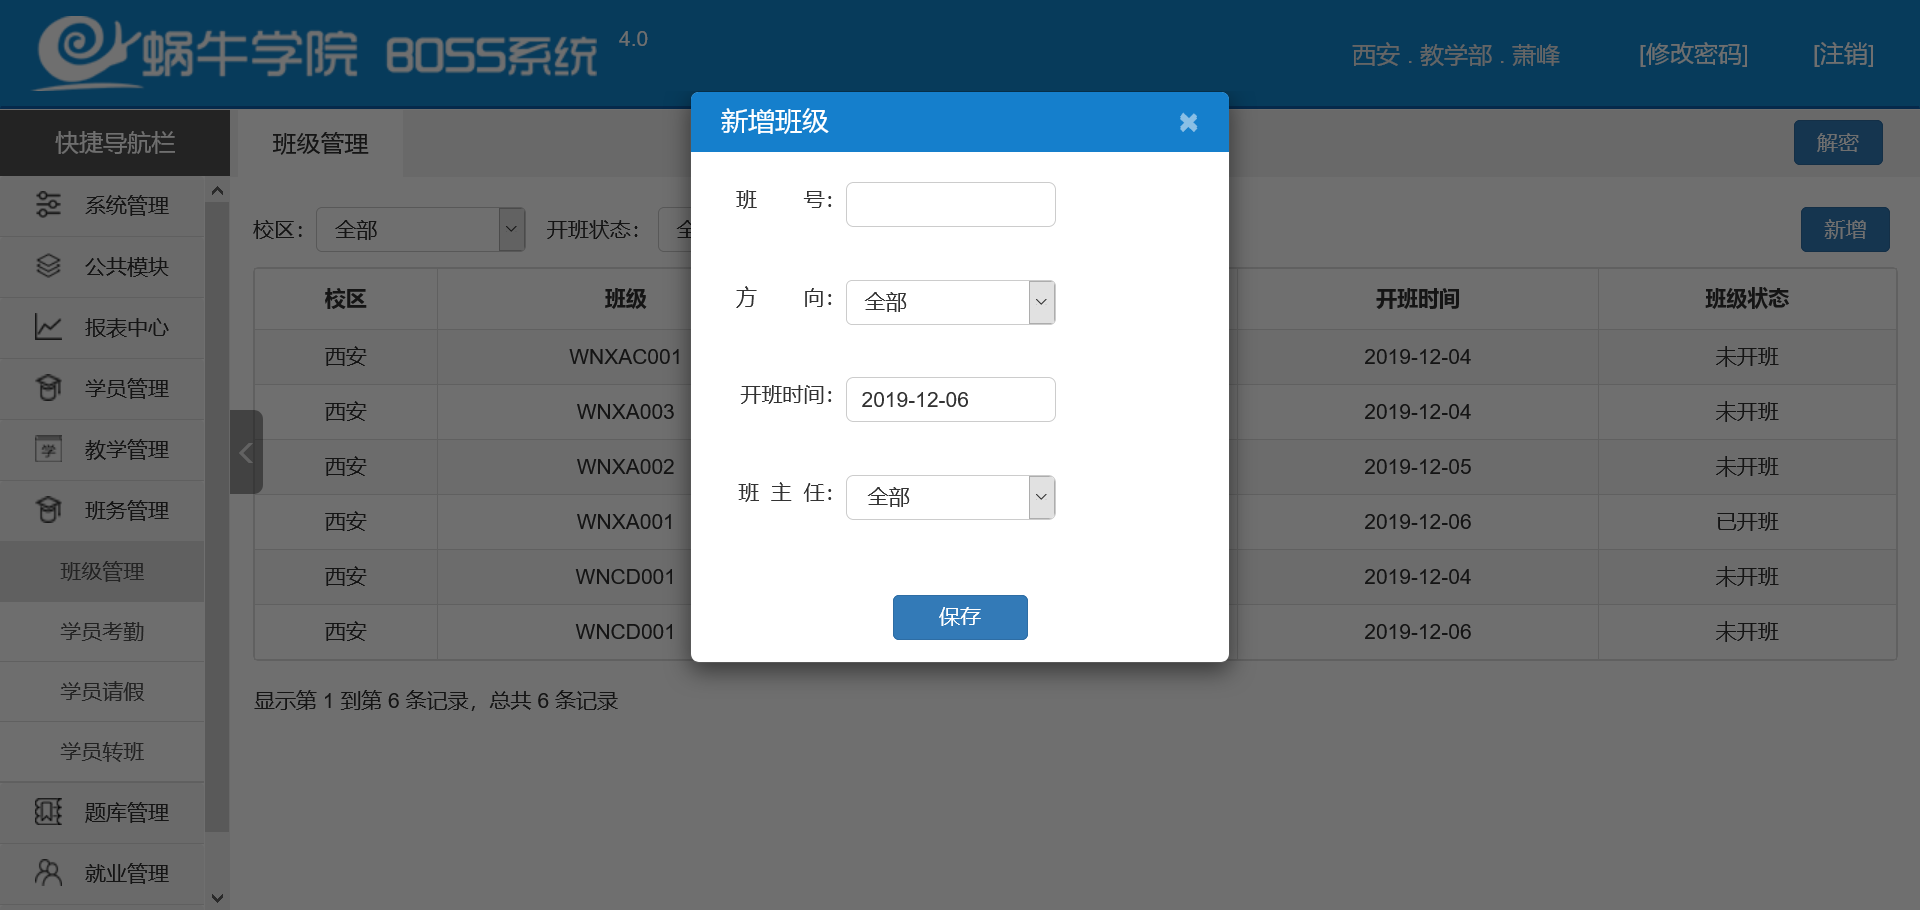 蜗牛学院 BOSS系统 4.0
西安 . 教学部 . 萧峰 [修改密码] [注销]
快捷导航栏
系统管理
公共模块
报表中心
学员管理
教学管理
班务管理
班级管理
学员考勤
学员请假
学员转班
题库管理
就业管理
班级管理 解密
校区： 全部 开班状态： 新增
校区 班级 开班时间 班级状态
西安 WNXAC001 2019-12-04 未开班
西安 WNXA003 2019-12-04 未开班
西安 WNXA002 2019-12-05 未开班
西安 WNXA001 2019-12-06 已开班
西安 WNCD001 2019-12-04 未开班
西安 WNCD001 2019-12-06 未开班
显示第 1 到第 6 条记录，总共 6 条记录
新增班级
班 号：
方 向： 全部
开班时间： 2019-12-06
班 主 任： 全部
保存